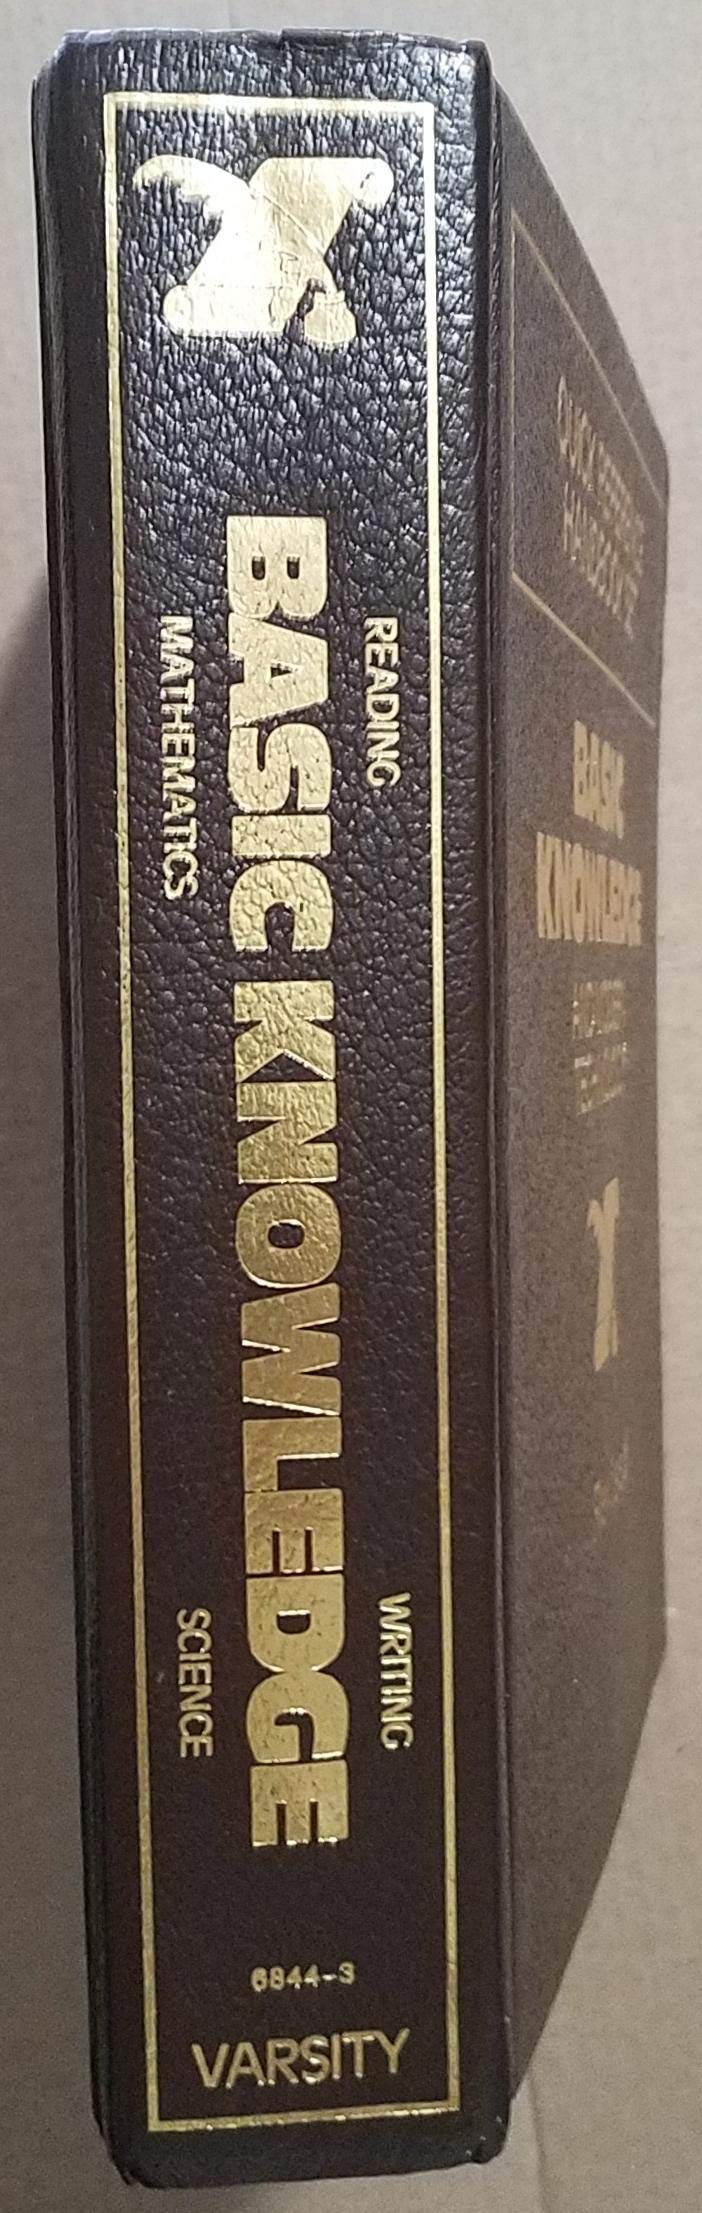 READING
WRITING
BASIC KNOWLEDGE
MATHEMATICS
SCIENCE
6844-3
VARSITY
QUICK REFERENCE
HANDBOOK
BASIC
KNOWLEDGE